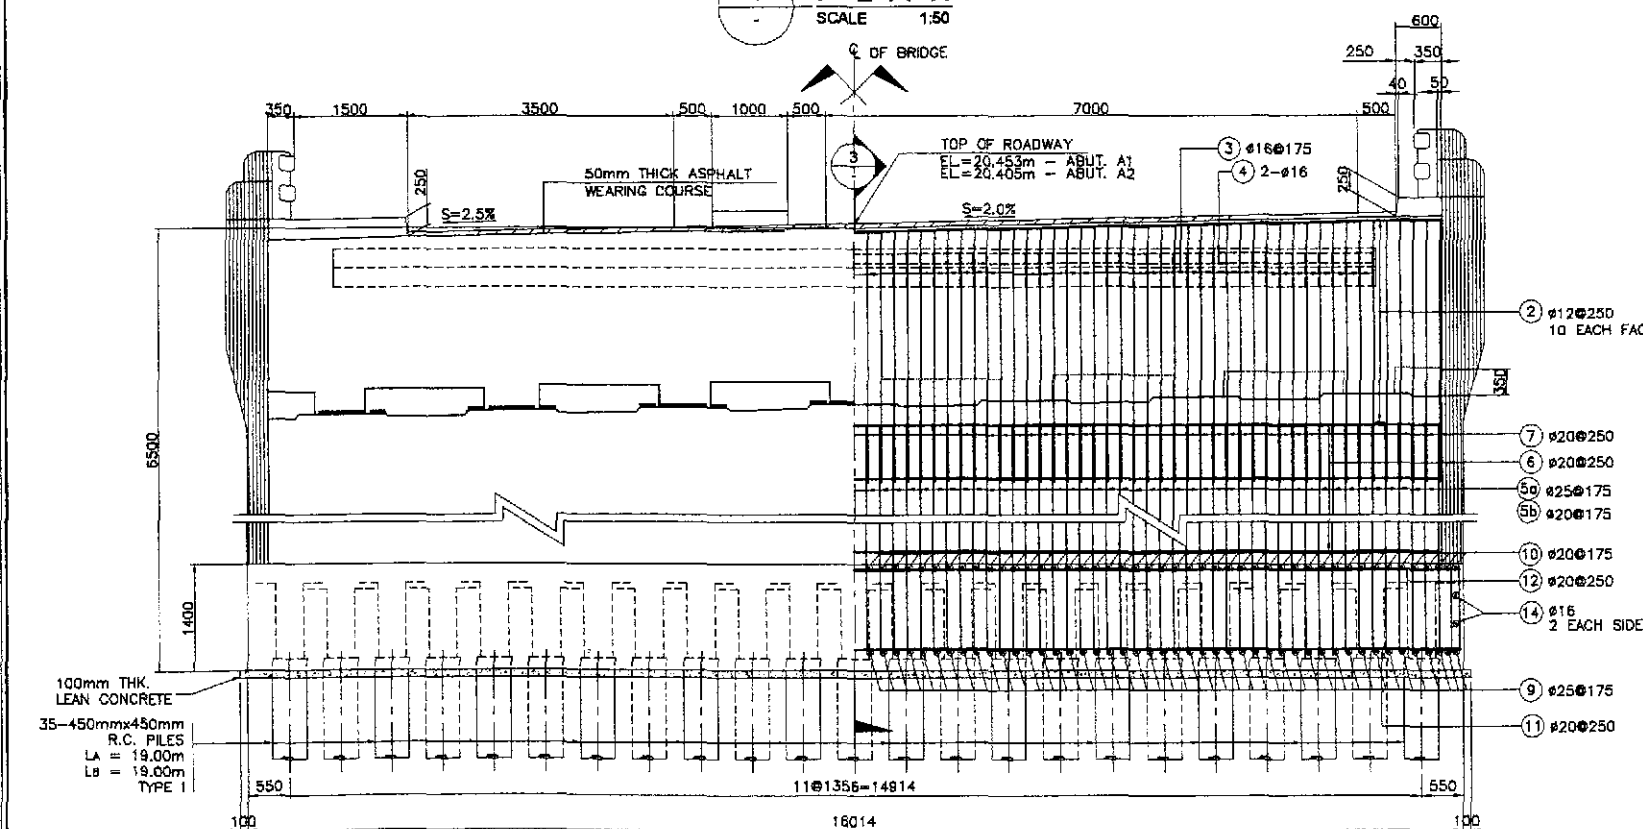 SCALE 1:50
℄ OF BRIDGE
600
250 350
40 50
350 1500 3500 500 1000 500 7000 500
3
TOP OF ROADWAY
EL=20.453m - ABUT. A1
EL=20.405m - ABUT. A2
3 ø16@175
4 2-ø16
50mm THICK ASPHALT
WEARING COURSE
250
250
S=2.5%
S=2.0%
2 ø12@250
10 EACH FAC
350
6500
7 ø20@250
6 ø20@250
5a ø25@175
5b ø20@175
10 ø20@175
12 ø20@250
1400
14 ø16
2 EACH SIDE
100mm THK.
LEAN CONCRETE
9 ø25@175
35-450mmx450mm
R.C. PILES
LA = 19.00m
LB = 19.00m
TYPE 1
11 ø20@250
550 11@1356=14914 550
100 16014 100